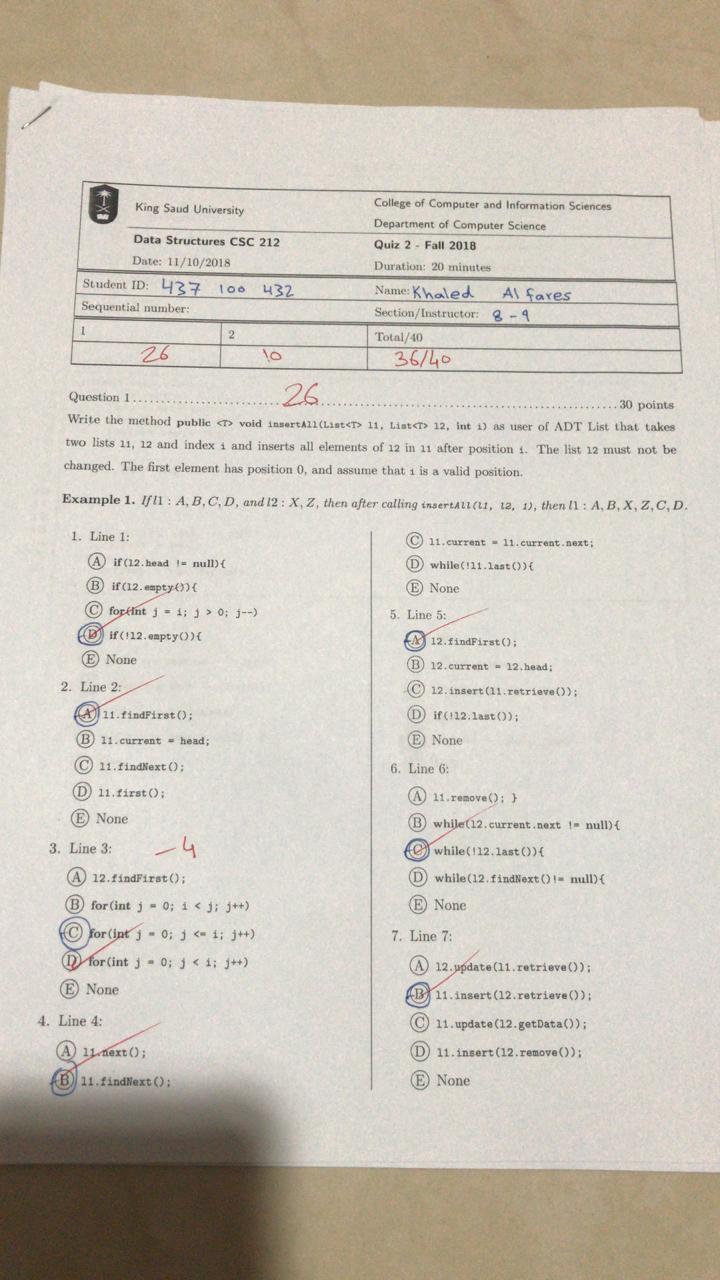 King Saud University
College of Computer and Information Sciences
Department of Computer Science
Data Structures CSC 212
Quiz 2 - Fall 2018
Date: 11/10/2018
Duration: 20 minutes
Student ID: 437 100 432
Name: Khaled Al fares
Sequential number:
Section/Instructor: 8 - 9
1
2
Total/40
26
10
36/40
Question 1 26 30 points
Write the method public <T> void insertAll(List<T> l1, List<T> l2, int i) as user of ADT List that takes
two lists l1, l2 and index i and inserts all elements of l2 in l1 after position i. The list l2 must not be
changed. The first element has position 0, and assume that i is a valid position.
Example 1. If l1 : A, B, C, D, and l2 : X, Z, then after calling insertAll(l1, l2, 1), then l1 : A, B, X, Z, C, D.
1. Line 1:
A if(l2.head != null){
B if(l2.empty()){
C for(int j = i; j > 0; j--)
D if(!l2.empty()){
E None
2. Line 2:
A l1.findFirst();
B l1.current = head;
C l1.findNext();
D l1.first();
E None
3. Line 3: -4
A l2.findFirst();
B for(int j = 0; i < j; j++)
C for(int j = 0; j <= i; j++)
D for(int j = 0; j < i; j++)
E None
4. Line 4:
A l1.next();
B l1.findNext();
C l1.current = l1.current.next;
D while(!l1.last()){
E None
5. Line 5:
A l2.findFirst();
B l2.current = l2.head;
C l2.insert(l1.retrieve());
D if(!l2.last());
E None
6. Line 6:
A l1.remove(); }
B while(l2.current.next != null){
C while(!l2.last()){
D while(l2.findNext()!= null){
E None
7. Line 7:
A l2.update(l1.retrieve());
B l1.insert(l2.retrieve());
C l1.update(l2.getData());
D l1.insert(l2.remove());
E None